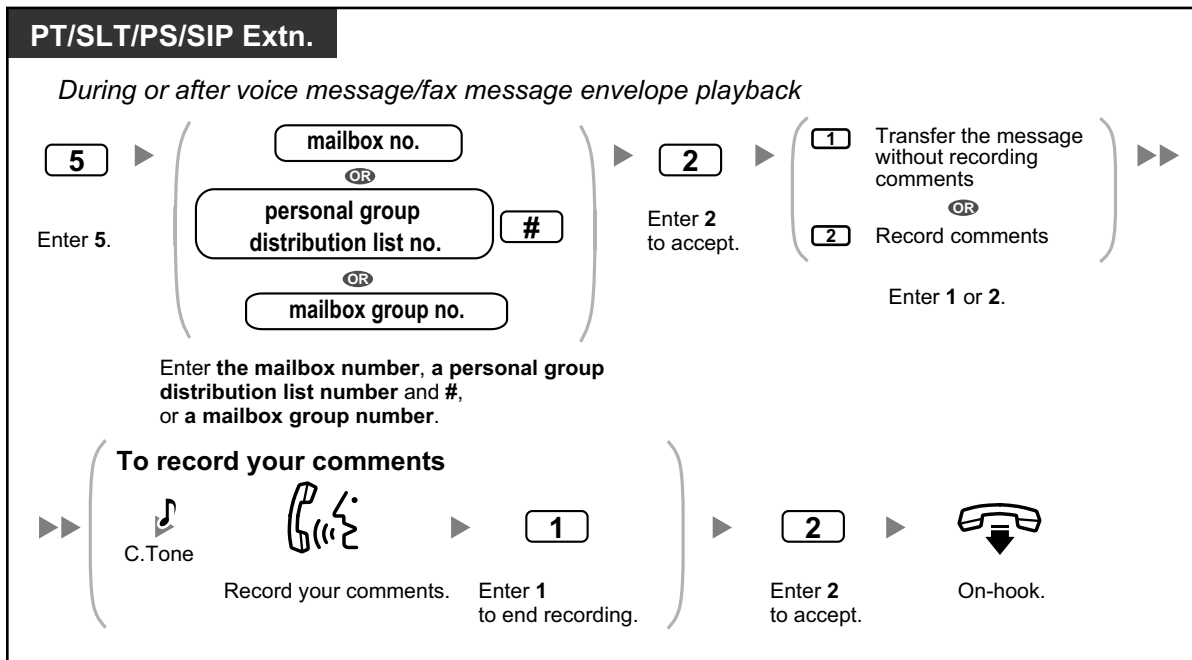 PT/SLT/PS/SIP Extn.
During or after voice message/fax message envelope playback
5
Enter 5.
mailbox no.
OR
personal group
distribution list no.
#
OR
mailbox group no.
Enter the mailbox number, a personal group
distribution list number and #,
or a mailbox group number.
2
Enter 2
to accept.
1 Transfer the message
without recording
comments
OR
2 Record comments
Enter 1 or 2.
To record your comments
C.Tone
Record your comments.
1
Enter 1
to end recording.
2
Enter 2
to accept.
On-hook.